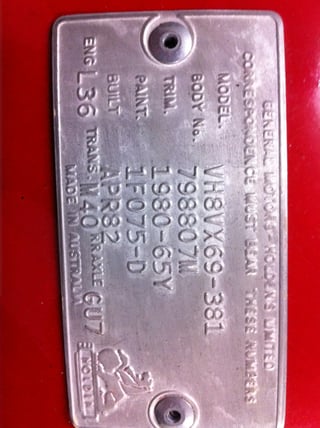 GENERAL MOTORS-HOLDEN'S LIMITED
CORRESPONDENCE MUST BEAR THESE NUMBERS
MODEL. VH8VX69-381
BODY No. 798807M
TRIM. 1980-65Y
PAINT. 1F075-D
BUILT APR82
ENG L36 TRANS M40 R AXLE GU7
MADE IN AUSTRALIA
HOLDEN